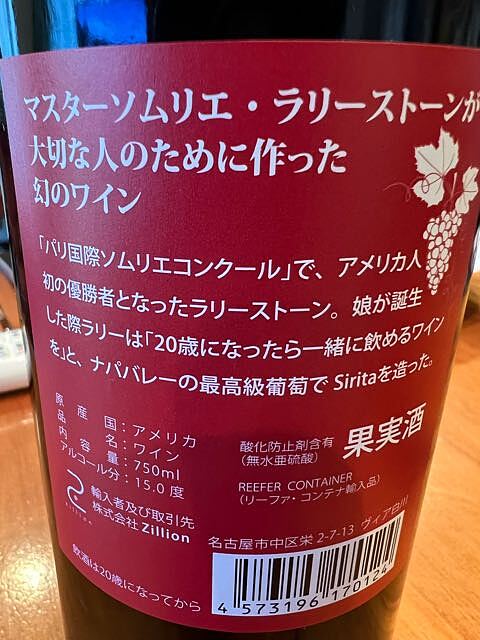 マスターソムリエ・ラリーストーンが
大切な人のために作った
幻のワイン
「パリ国際ソムリエコンクール」で、アメリカ人
初の優勝者となったラリーストーン。娘が誕生
した際ラリーは「20歳になったら一緒に飲めるワイン
を」と、ナパバレーの最高級葡萄で Siritaを造った。
原産国：アメリカ
品名：ワイン
内容量：750ml
アルコール分：15.0度
酸化防止剤含有
（無水亜硫酸）
果実酒
REEFER CONTAINER
（リーファ・コンテナ輸入品）
Zillion
輸入者及び取引先
株式会社 Zillion
名古屋市中区栄 2-7-13 ヴィア白川
飲酒は20歳になってから
4 573196 170124